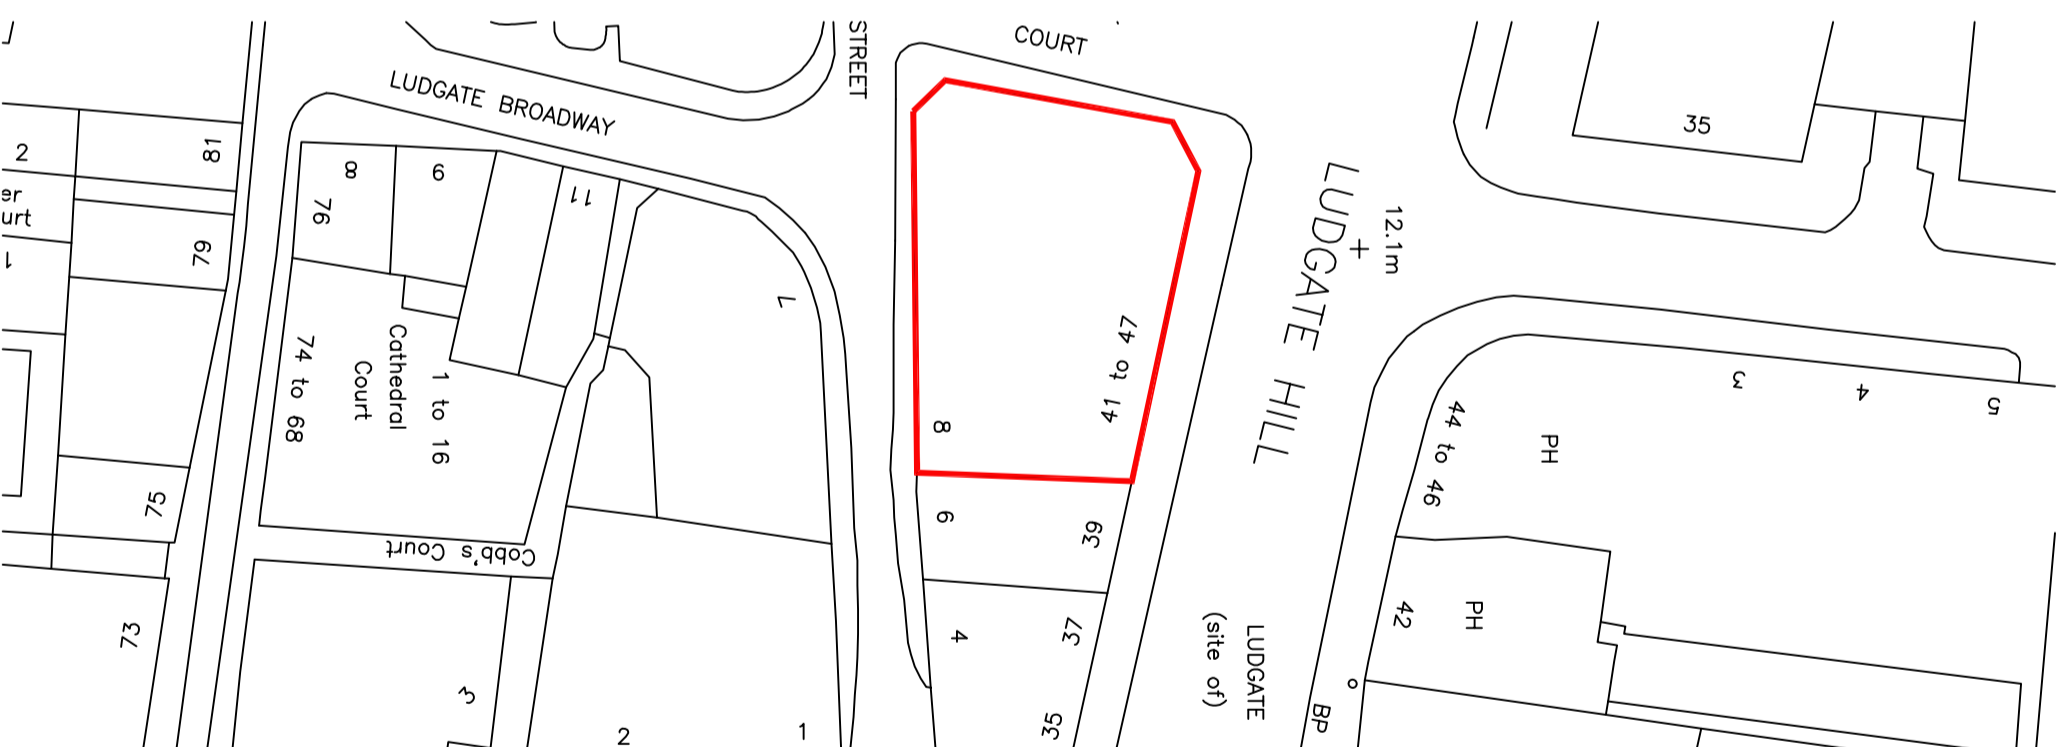 STREET
COURT
LUDGATE BROADWAY
81
2
er
urt
1
79
8
76
9
11
7
35
12.1m
LUDGATE HILL
41 to 47
8
74 to 68
Cathedral
Court
1 to 16
3
4
5
44 to 46
PH
75
Cobb's Court
6
39
73
3
2
1
4
37
35
LUDGATE
(site of)
42
PH
BP